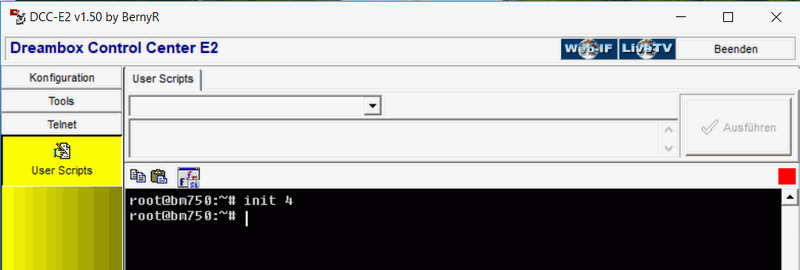 DCC-E2 v1.50 by BernyR
Dreambox Control Center E2
Web-IF
LiveTV
Beenden
Konfiguration
Tools
Telnet
User Scripts
User Scripts
Ausführen
root@bm750:~# init 4
root@bm750:~#